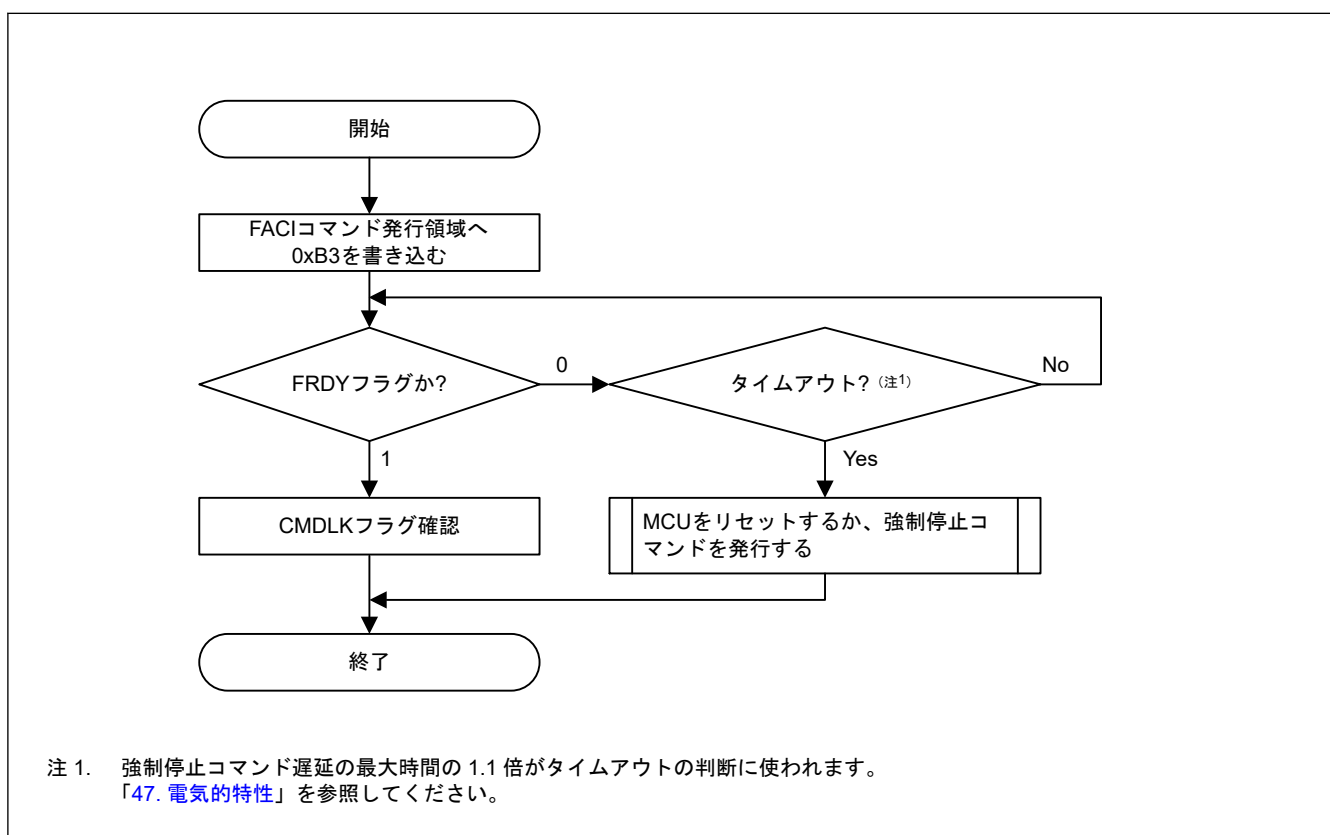 開始
FACIコマンド発行領域へ
0xB3を書き込む
FRDYフラグか?
0
タイムアウト? (注1)
No
1
Yes
CMDLKフラグ確認
MCUをリセットするか、強制停止コ
マンドを発行する
終了
注 1. 強制停止コマンド遅延の最大時間の 1.1 倍がタイムアウトの判断に使われます。
「47. 電気的特性」を参照してください。